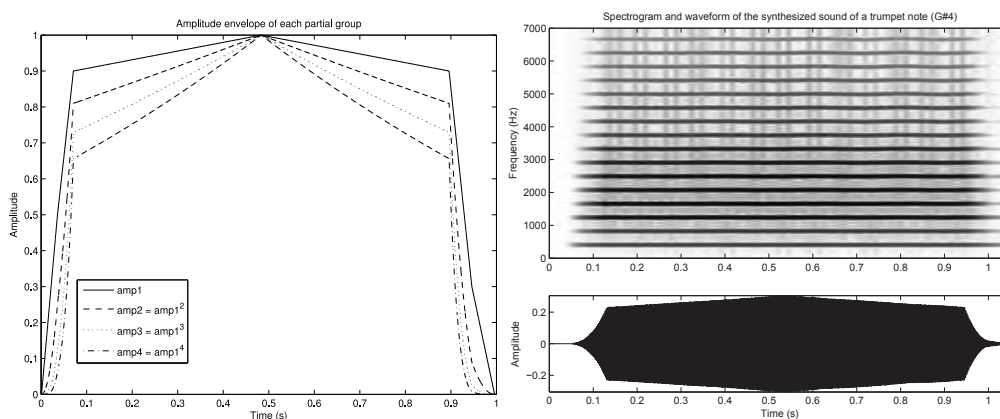 Amplitude envelope of each partial group
1
0.9
0.8
0.7
0.6
0.5
0.4
0.3
0.2
0.1
0
Amplitude
amp1
amp2 = amp1^2
amp3 = amp1^3
amp4 = amp1^4
0 0.1 0.2 0.3 0.4 0.5 0.6 0.7 0.8 0.9 1
Time (s)
Spectrogram and waveform of the synthesized sound of a trumpet note (G#4)
7000
6000
5000
4000
3000
2000
1000
0
Frequency (Hz)
0 0.1 0.2 0.3 0.4 0.5 0.6 0.7 0.8 0.9 1
0.2
0
−0.2
Amplitude
0 0.1 0.2 0.3 0.4 0.5 0.6 0.7 0.8 0.9 1
Time (s)